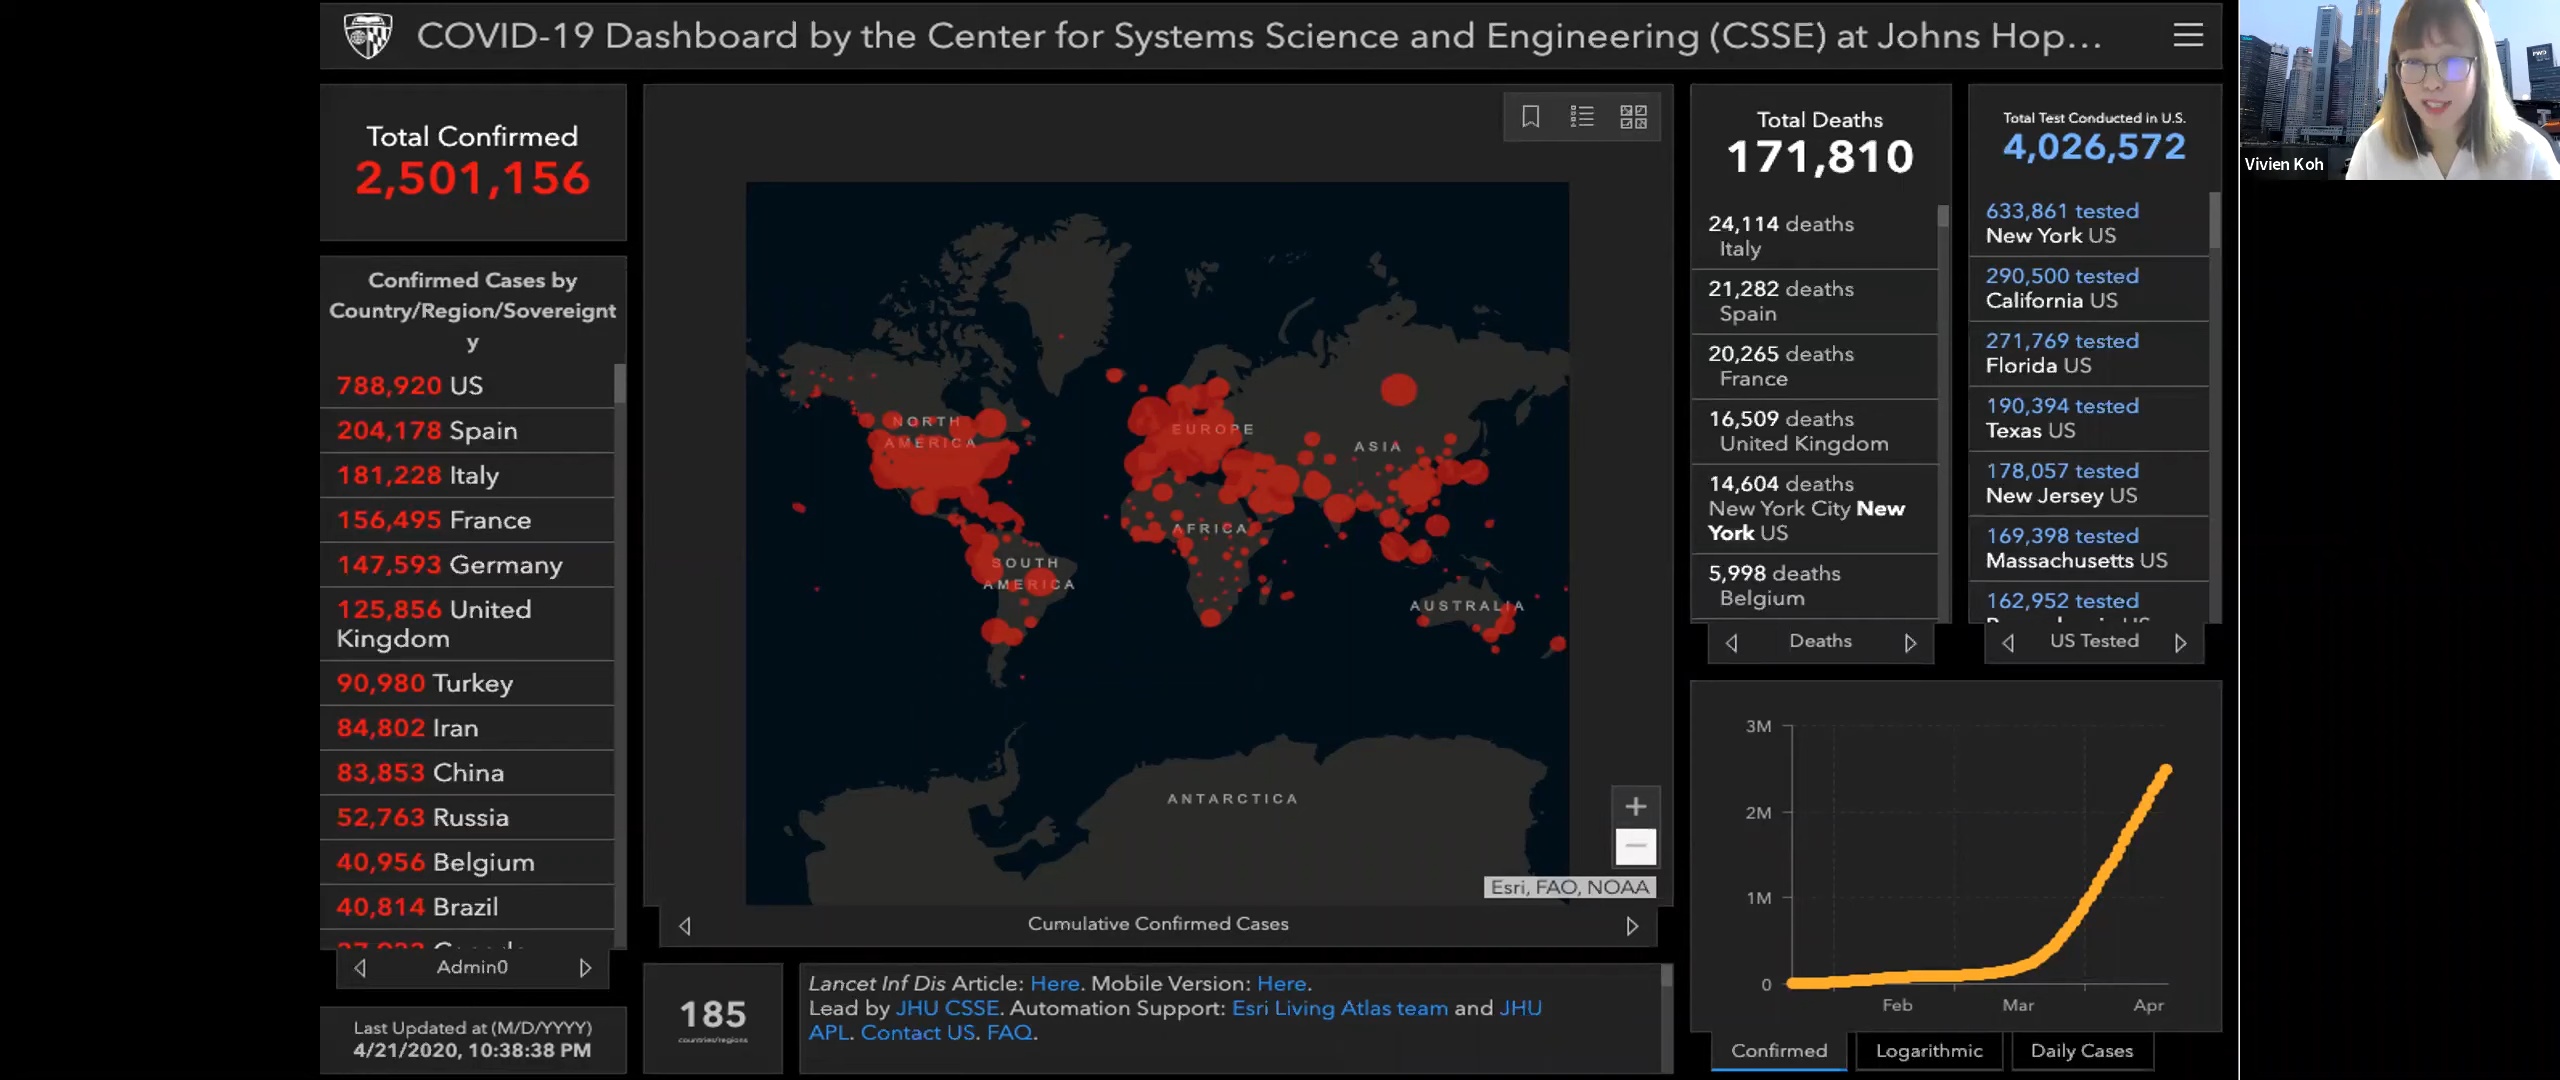 COVID-19 Dashboard by the Center for Systems Science and Engineering (CSSE) at Johns Hop...
Total Confirmed
2,501,156
Confirmed Cases by
Country/Region/Sovereignt
y
788,920 US
204,178 Spain
181,228 Italy
156,495 France
147,593 Germany
125,856 United
Kingdom
90,980 Turkey
84,802 Iran
83,853 China
52,763 Russia
40,956 Belgium
40,814 Brazil
Admin0
Last Updated at (M/D/YYYY)
4/21/2020, 10:38:38 PM
NORTH
AMERICA
EUROPE
ASIA
AFRICA
SOUTH
AMERICA
AUSTRALIA
ANTARCTICA
+
−
Esri, FAO, NOAA
Cumulative Confirmed Cases
185
countries/regions
Lancet Inf Dis Article: Here. Mobile Version: Here.
Lead by JHU CSSE. Automation Support: Esri Living Atlas team and JHU
APL. Contact US. FAQ.
Total Deaths
171,810
24,114 deaths
Italy
21,282 deaths
Spain
20,265 deaths
France
16,509 deaths
United Kingdom
14,604 deaths
New York City New
York US
5,998 deaths
Belgium
Deaths
Total Test Conducted in U.S.
4,026,572
633,861 tested
New York US
290,500 tested
California US
271,769 tested
Florida US
190,394 tested
Texas US
178,057 tested
New Jersey US
169,398 tested
Massachusetts US
162,952 tested
US Tested
3M
2M
1M
0
Feb
Mar
Apr
Confirmed
Logarithmic
Daily Cases
Vivien Koh